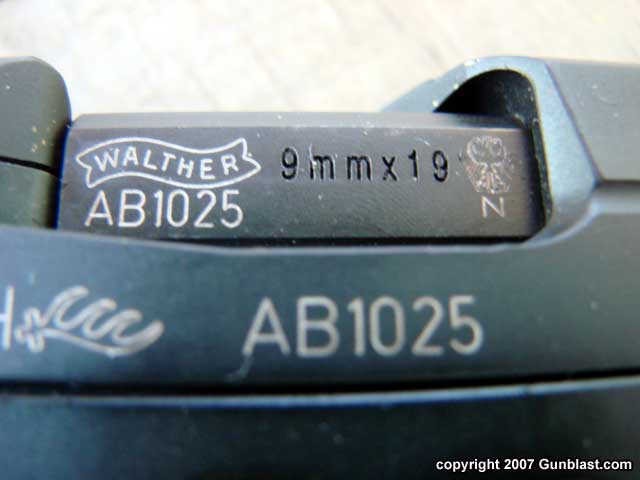 WALTHER 9mmx19
AB1025 N
H AB1025
copyright 2007 Gunblast.com